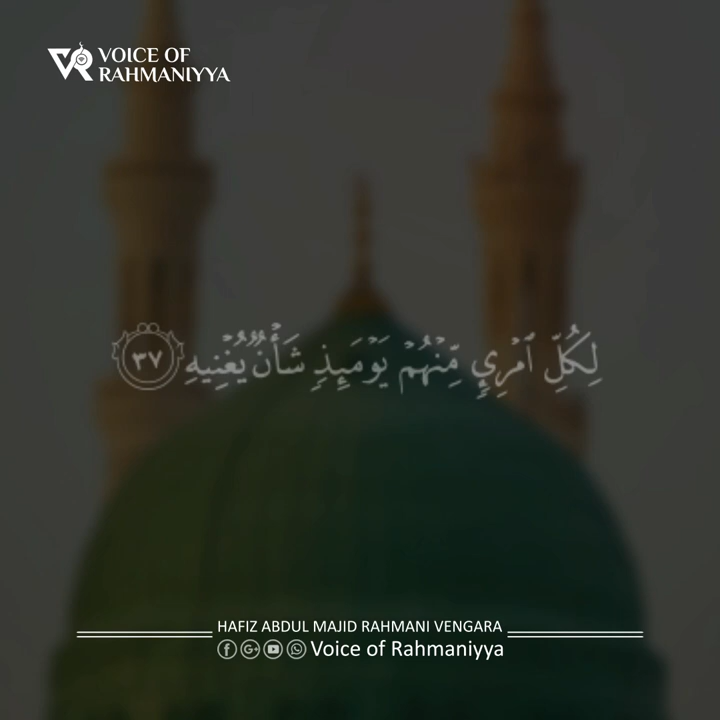 VOICE OF
RAHMANIYYA
لِكُلِّ ٱمْرِئٍ مِّنْهُمْ يَوْمَئِذٍ شَأْنٌ يُغْنِيهِ ٣٧
HAFIZ ABDUL MAJID RAHMANI VENGARA
Voice of Rahmaniyya